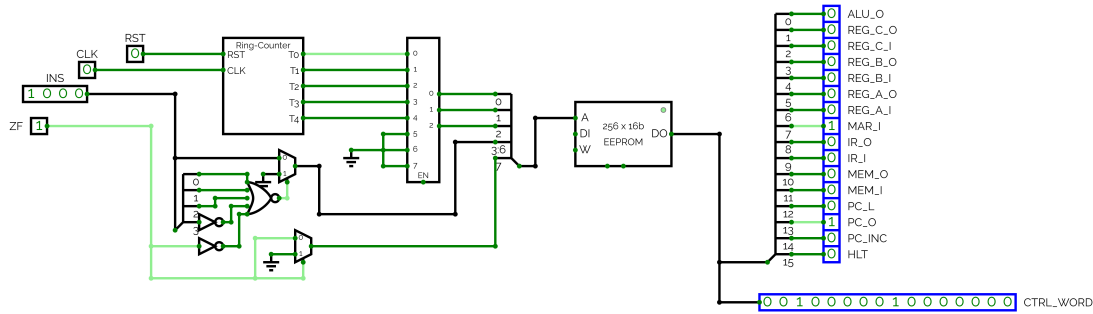 RST
0
CLK
0
INS
1 0 0 0
ZF
1
Ring-Counter
RST
CLK
T0
T1
T2
T3
T4
0
1
2
3
4
5
6
7
EN
0
1
2
0
1
2
3:6
7
0
1
0
1
2
3
0
1
A
DI
W
256 x 16b
EEPROM
DO
0
1
2
3
4
5
6
7
8
9
10
11
12
13
14
15
0 ALU_O
0 REG_C_O
0 REG_C_I
0 REG_B_O
0 REG_B_I
0 REG_A_O
0 REG_A_I
1 MAR_I
0 IR_O
0 IR_I
0 MEM_O
0 MEM_I
0 PC_L
1 PC_O
0 PC_INC
0 HLT
0 0 1 0 0 0 0 0 1 0 0 0 0 0 0 0 CTRL_WORD